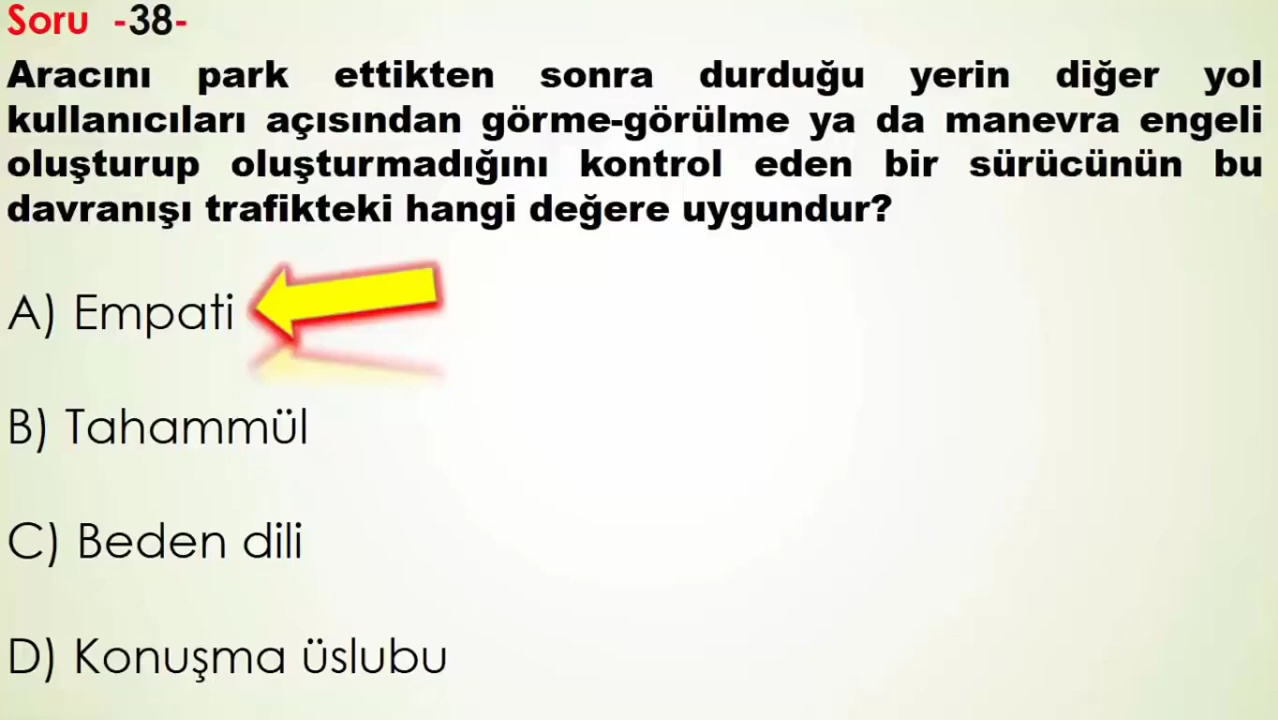 Soru -38-
Aracını park ettikten sonra durduğu yerin diğer yol
kullanıcıları açısından görme-görülme ya da manevra engeli
oluşturup oluşturmadığını kontrol eden bir sürücünün bu
davranışı trafikteki hangi değere uygundur?
A) Empati
B) Tahammül
C) Beden dili
D) Konuşma üslubu